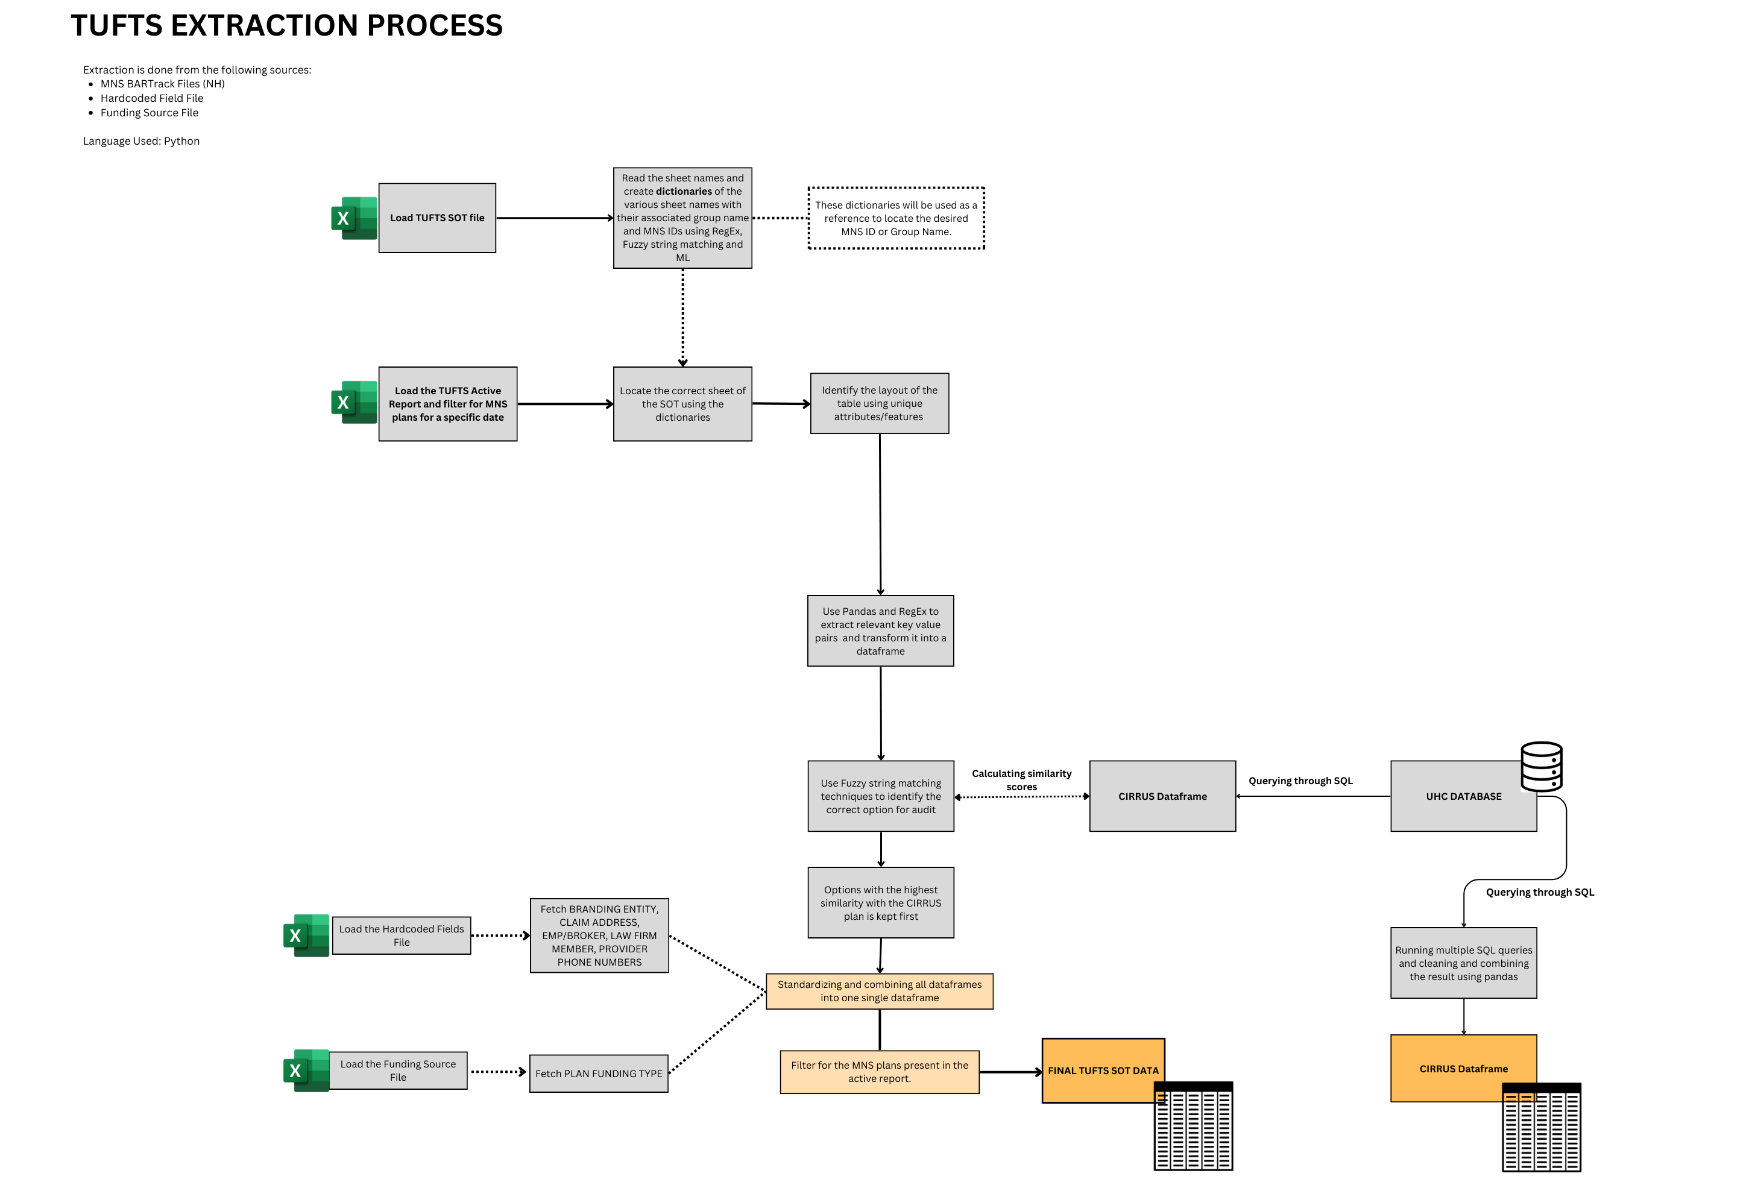 TUFTS EXTRACTION PROCESS
Extraction is done from the following sources:
• MNS BARTrack Files (NH)
• Hardcoded Field File
• Funding Source File
Language Used: Python
X
Load TUFTS SOT file
Read the sheet names and
create dictionaries of the
various sheet names with
their associated group name
and MNS IDs using RegEx,
Fuzzy string matching and
ML
These dictionaries will be used as a
reference to locate the desired
MNS ID or Group Name.
X
Load the TUFTS Active
Report and filter for MNS
plans for a specific date
Locate the correct sheet of
the SOT using the
dictionaries
Identify the layout of the
table using unique
attributes/features
Use Pandas and RegEx to
extract relevant key value
pairs and transform it into a
dataframe
Use Fuzzy string matching
techniques to identify the
correct option for audit
Calculating similarity
scores
CIRRUS Dataframe
Querying through SQL
UHC DATABASE
Options with the highest
similarity with the CIRRUS
plan is kept first
Querying through SQL
X
Load the Hardcoded Fields
File
Fetch BRANDING ENTITY,
CLAIM ADDRESS,
EMP/BROKER, LAW FIRM
MEMBER, PROVIDER
PHONE NUMBERS
Running multiple SQL queries
and cleaning and combining
the result using pandas
Standardizing and combining all dataframes
into one single dataframe
X
Load the Funding Source
File
Fetch PLAN FUNDING TYPE
Filter for the MNS plans present in the
active report.
FINAL TUFTS SOT DATA
CIRRUS Dataframe